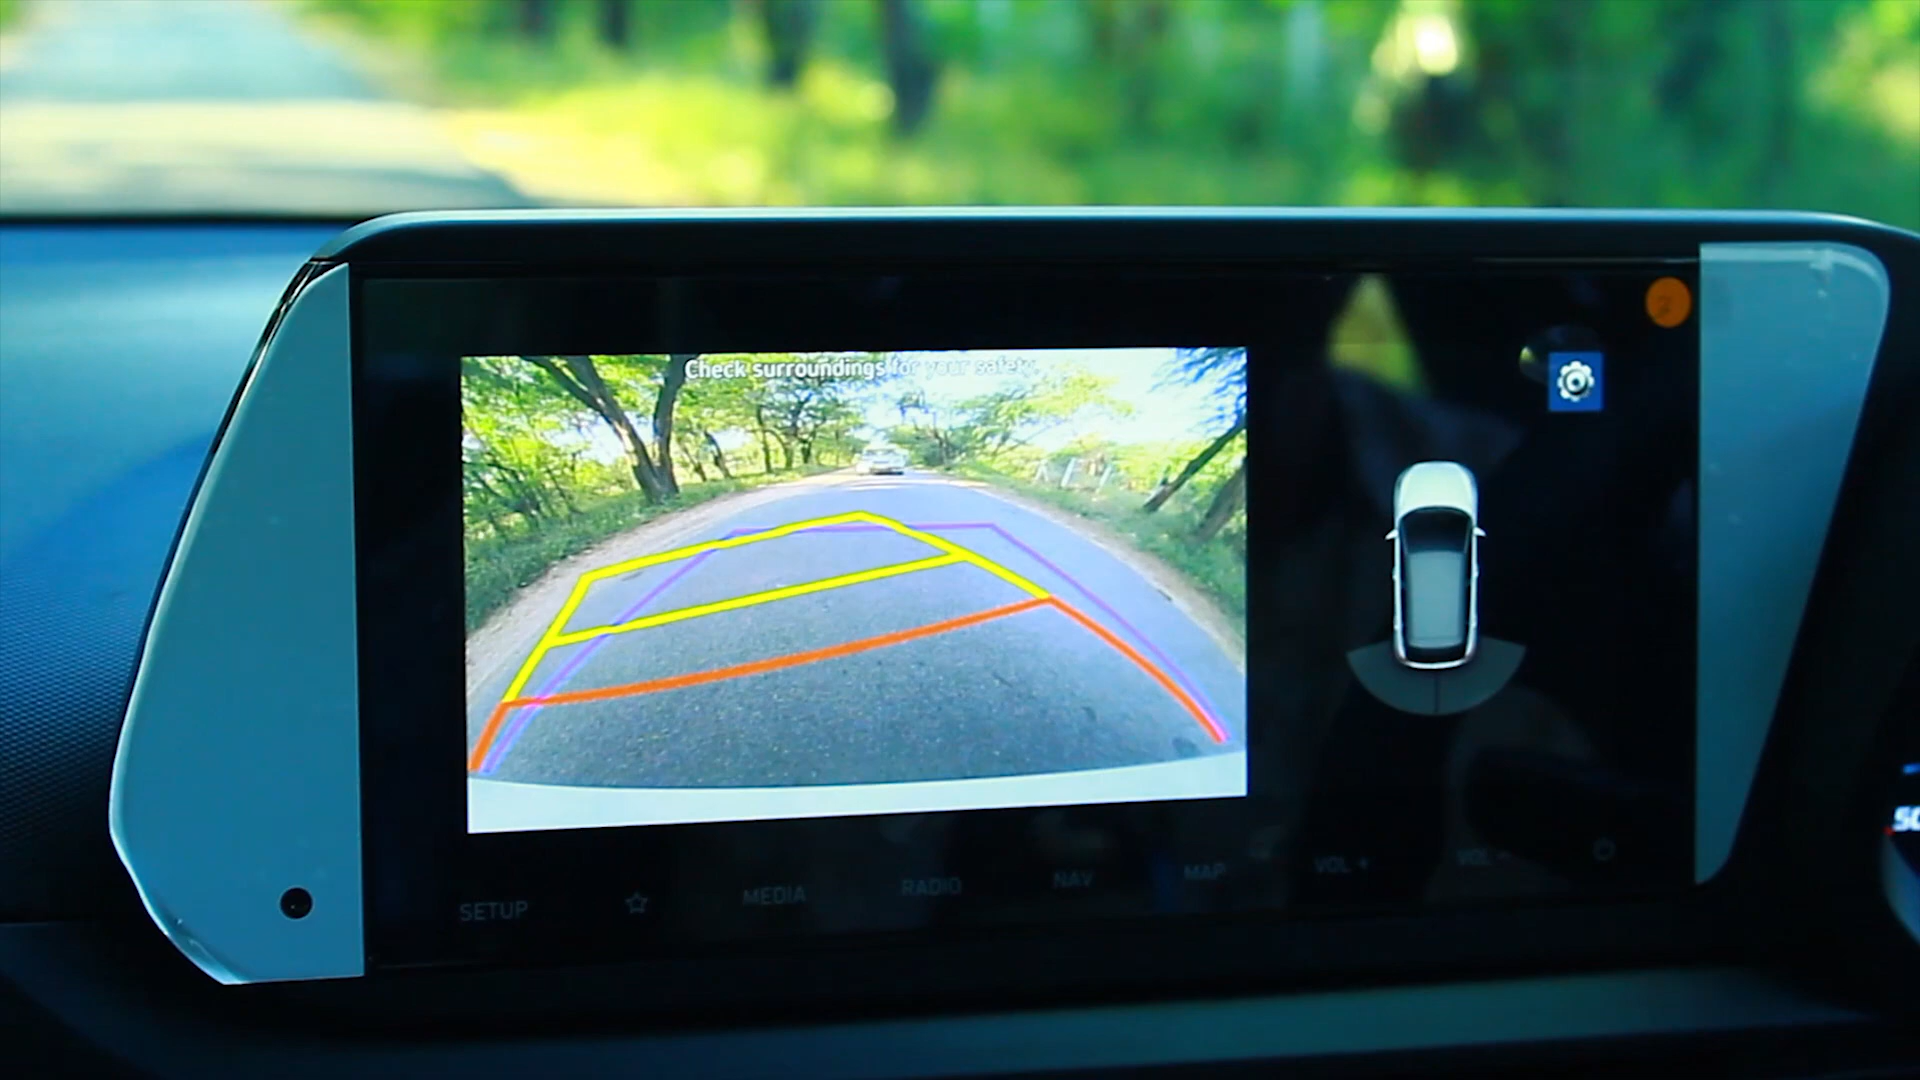 Check surroundings for your safety.
SETUP MEDIA RADIO NAV MAP VOL + VOL -